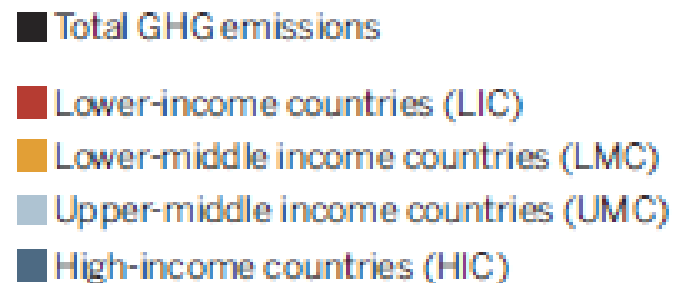 Total GHG emissions
Lower-income countries (LIC)
Lower-middle income countries (LMC)
Upper-middle income countries (UMC)
High-income countries (HIC)